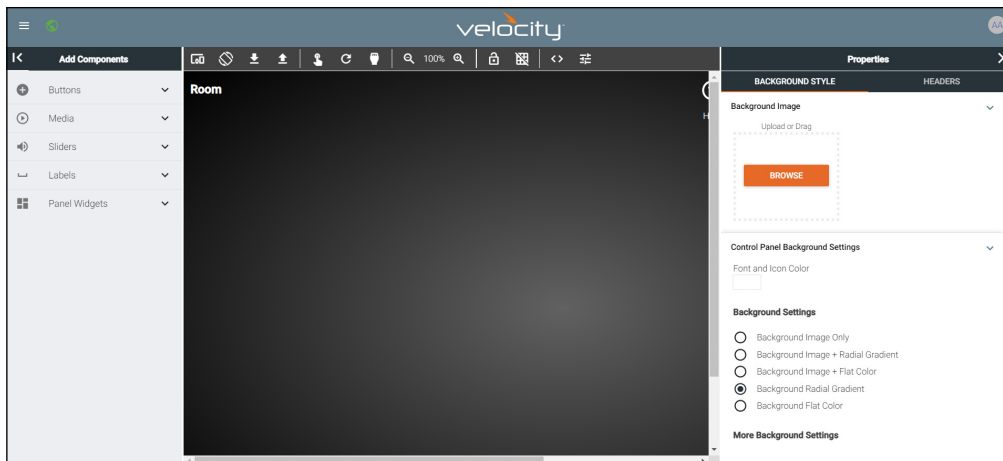 velocity
AA
Add Components
100%
Properties
BACKGROUND STYLE HEADERS
Buttons
Media
Sliders
Labels
Panel Widgets
Room
H
Background Image
Upload or Drag
BROWSE
Control Panel Background Settings
Font and Icon Color
Background Settings
Background Image Only
Background Image + Radial Gradient
Background Image + Flat Color
Background Radial Gradient
Background Flat Color
More Background Settings